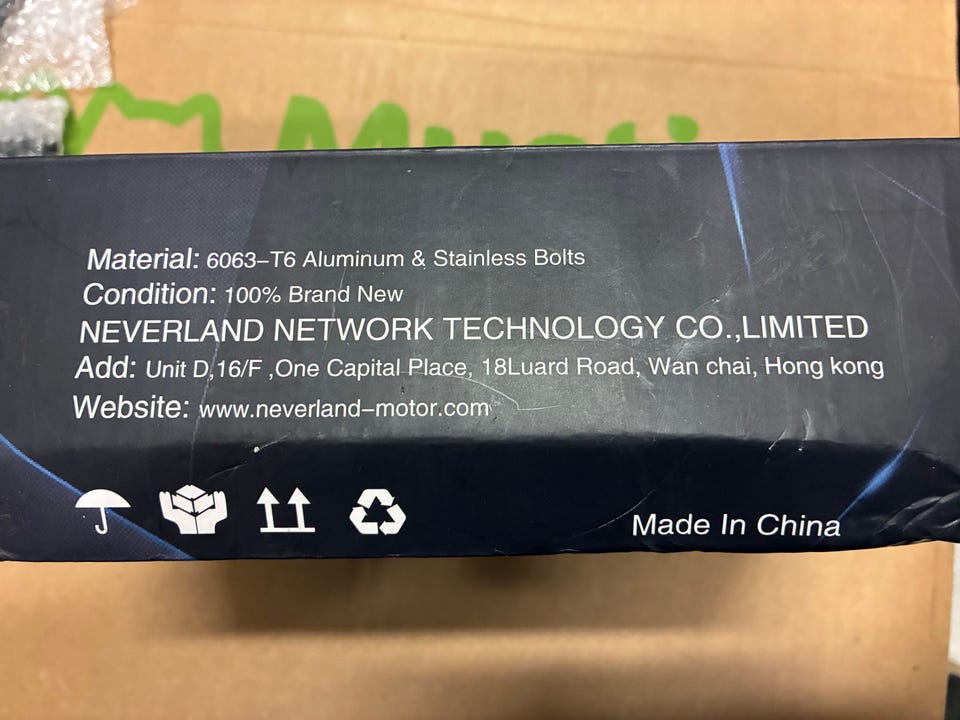 Material: 6063-T6 Aluminum & Stainless Bolts
Condition: 100% Brand New
NEVERLAND NETWORK TECHNOLOGY CO.,LIMITED
Add: Unit D,16/F ,One Capital Place, 18Luard Road, Wan chai, Hong kong
Website: www.neverland-motor.com
Made In China